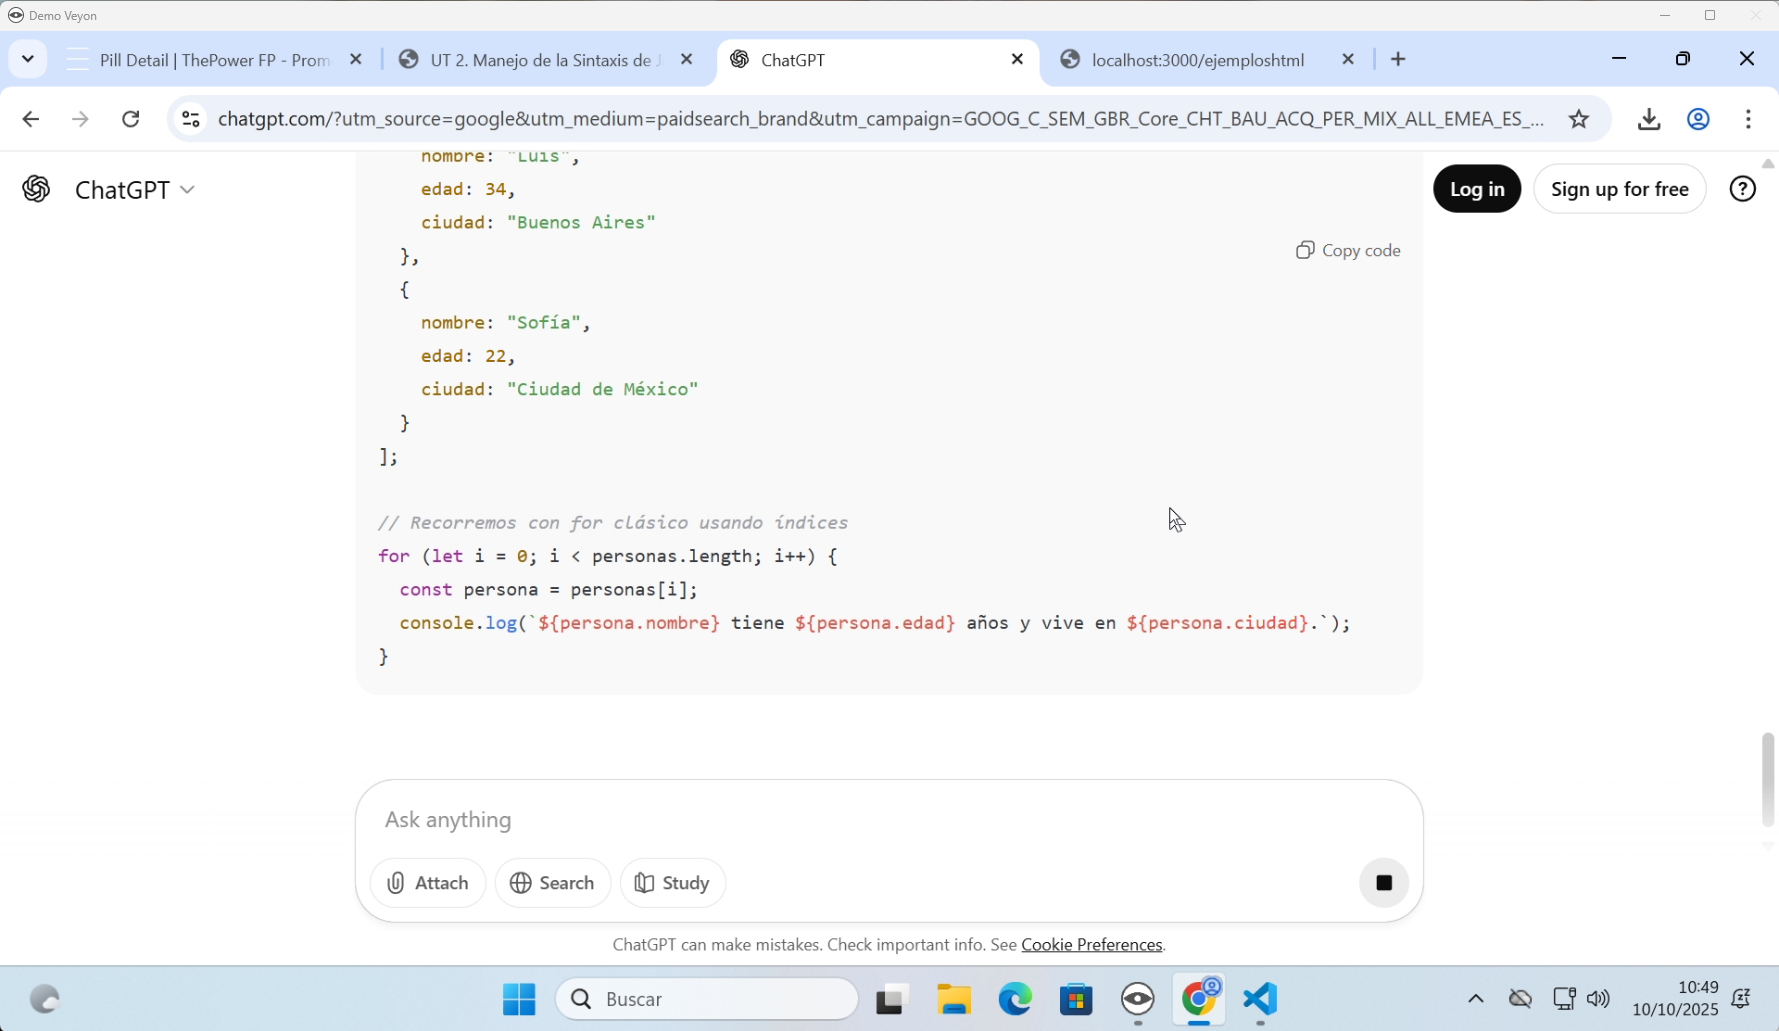 Demo Veyon
Pill Detail | ThePower FP - Prom
UT 2. Manejo de la Sintaxis de J
ChatGPT
localhost:3000/ejemploshtml
chatgpt.com/?utm_source=google&utm_medium=paidsearch_brand&utm_campaign=GOOG_C_SEM_GBR_Core_CHT_BAU_ACQ_PER_MIX_ALL_EMEA_ES_...
ChatGPT
Log in
Sign up for free
nombre: "Luis",
edad: 34,
ciudad: "Buenos Aires"
},
Copy code
{
nombre: "Sofía",
edad: 22,
ciudad: "Ciudad de México"
}
];
// Recorremos con for clásico usando índices
for (let i = 0; i < personas.length; i++) {
const persona = personas[i];
console.log(`${persona.nombre} tiene ${persona.edad} años y vive en ${persona.ciudad}.`);
}
Ask anything
Attach
Search
Study
ChatGPT can make mistakes. Check important info. See Cookie Preferences.
Buscar
10:49
10/10/2025